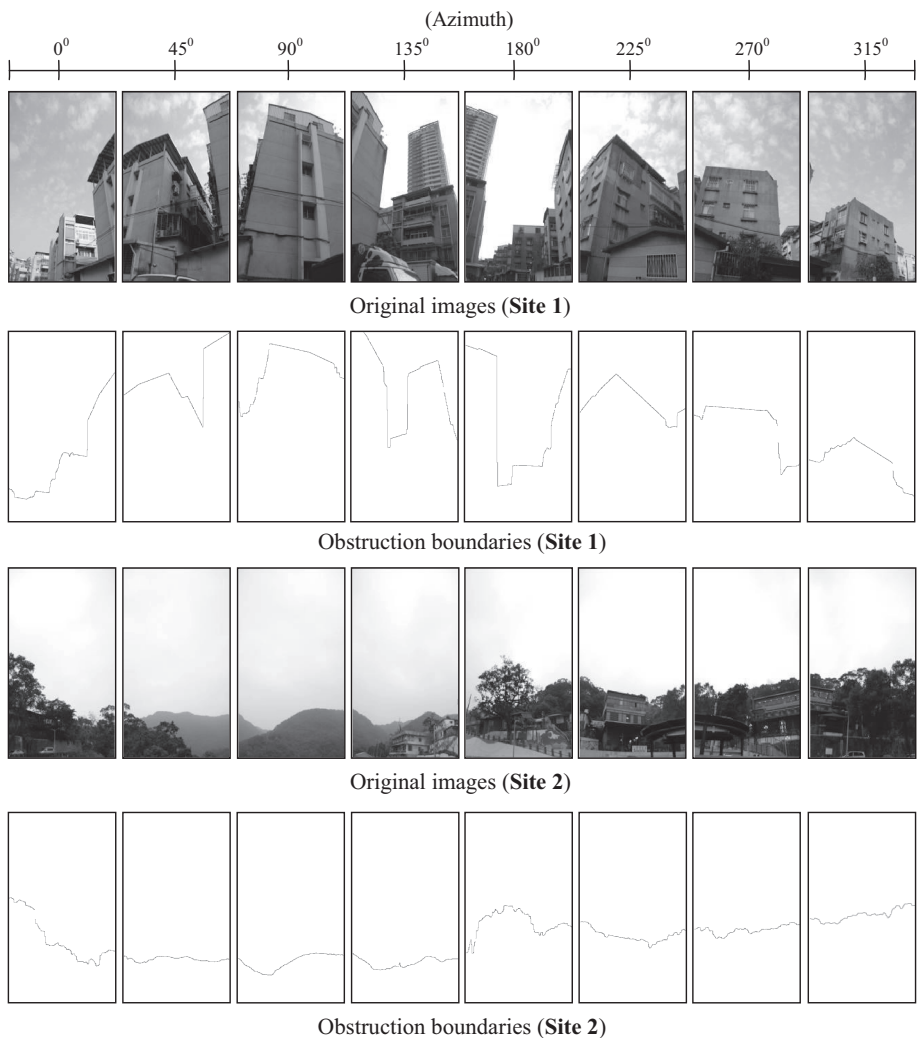 (Azimuth)
0⁰ 45⁰ 90⁰ 135⁰ 180⁰ 225⁰ 270⁰ 315⁰
Original images (Site 1)
Obstruction boundaries (Site 1)
Original images (Site 2)
Obstruction boundaries (Site 2)